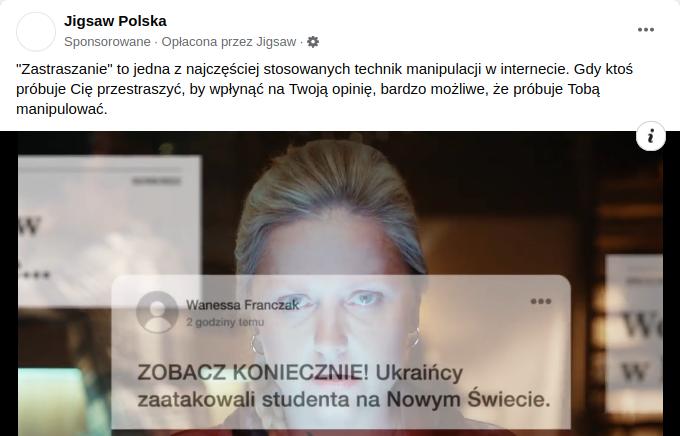 Jigsaw Polska
Sponsorowane · Opłacona przez Jigsaw ·
"Zastraszanie" to jedna z najczęściej stosowanych technik manipulacji w internecie. Gdy ktoś
próbuje Cię przestraszyć, by wpłynąć na Twoją opinię, bardzo możliwe, że próbuje Tobą
manipulować.
i
w
...
Wanessa Franczak
2 godziny temu
ZOBACZ KONIECZNIE! Ukraińcy
zaatakowali studenta na Nowym Świecie.